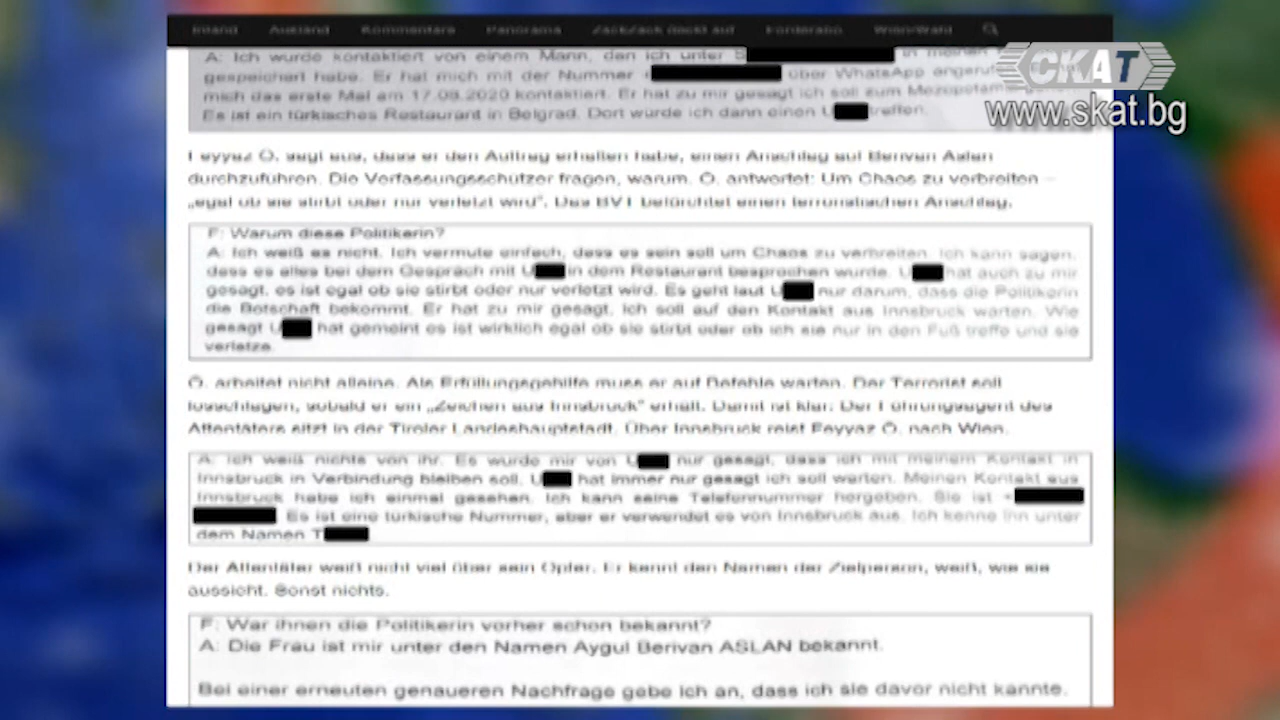 Inland Ausland Kommentare Panorama ZackZack deckt auf Förderabo Wien-Wahl
A: Ich wurde kontaktiert von einem Mann, den ich unter S in meinen
gespeichert habe. Er hat mich mit der Nummer + über WhatsApp angeruf
mich das erste Mal am 17.08.2020 kontaktiert. Er hat zu mir gesagt ich soll zum
Es ist ein türkisches Restaurant in Belgrad. Dort würde ich dann einen U treffen.
СКАТ
www.skat.bg
Feyyaz Ö. sagt aus, dass er den Auftrag erhalten habe, einen Anschlag auf Berivan Aslan
durchzuführen. Die Verfassungsschützer fragen, warum. Ö. antwortet: Um Chaos zu verbreiten –
„egal ob sie stirbt oder nur verletzt wird“. Das BVT befürchtet einen terroristischen Anschlag.
F: Warum diese Politikerin?
A: Ich weiß es nicht. Ich vermute einfach, dass es sein soll um Chaos zu verbreiten. Ich kann sagen,
dass es alles bei dem Gespräch mit U in dem Restaurant besprochen wurde. U hat auch zu mir
gesagt, es ist egal ob sie stirbt oder nur verletzt wird. Es geht laut U nur darum, dass die Politikerin
die Botschaft bekommt. Er hat zu mir gesagt, ich soll auf den Kontakt aus Innsbruck warten. Wie
gesagt U hat gemeint es ist wirklich egal ob sie stirbt oder ob ich sie nur in den Fuß treffe und sie
verletze.
Ö. arbeitet nicht alleine. Als Erfüllungsgehilfe muss er auf Befehle warten. Der Terrorist soll
losschlagen, sobald er ein „Zeichen aus Innsbruck“ erhält. Damit ist klar: Der Führungsagent des
Attentäters sitzt in der Tiroler Landeshauptstadt. Über Innsbruck reist Feyyaz Ö. nach Wien.
A: Ich weiß nichts von ihr. Es wurde mir von U nur gesagt, dass ich mit meinem Kontakt in
Innsbruck in Verbindung bleiben soll. U hat immer nur gesagt ich soll warten. Meinen Kontakt aus
Innsbruck habe ich einmal gesehen. Ich kann seine Telefonnummer hergeben. Sie ist +
Es ist eine türkische Nummer, aber er verwendet es von Innsbruck aus. Ich kenne ihn unter
dem Namen T
Der Attentäter weiß nicht viel über sein Opfer. Er kennt den Namen der Zielperson, weiß, wie sie
aussieht. Sonst nichts.
F: War ihnen die Politikerin vorher schon bekannt?
A: Die Frau ist mir unter den Namen Aygul Berivan ASLAN bekannt.
Bei einer erneuten genaueren Nachfrage gebe ich an, dass ich sie davor nicht kannte.